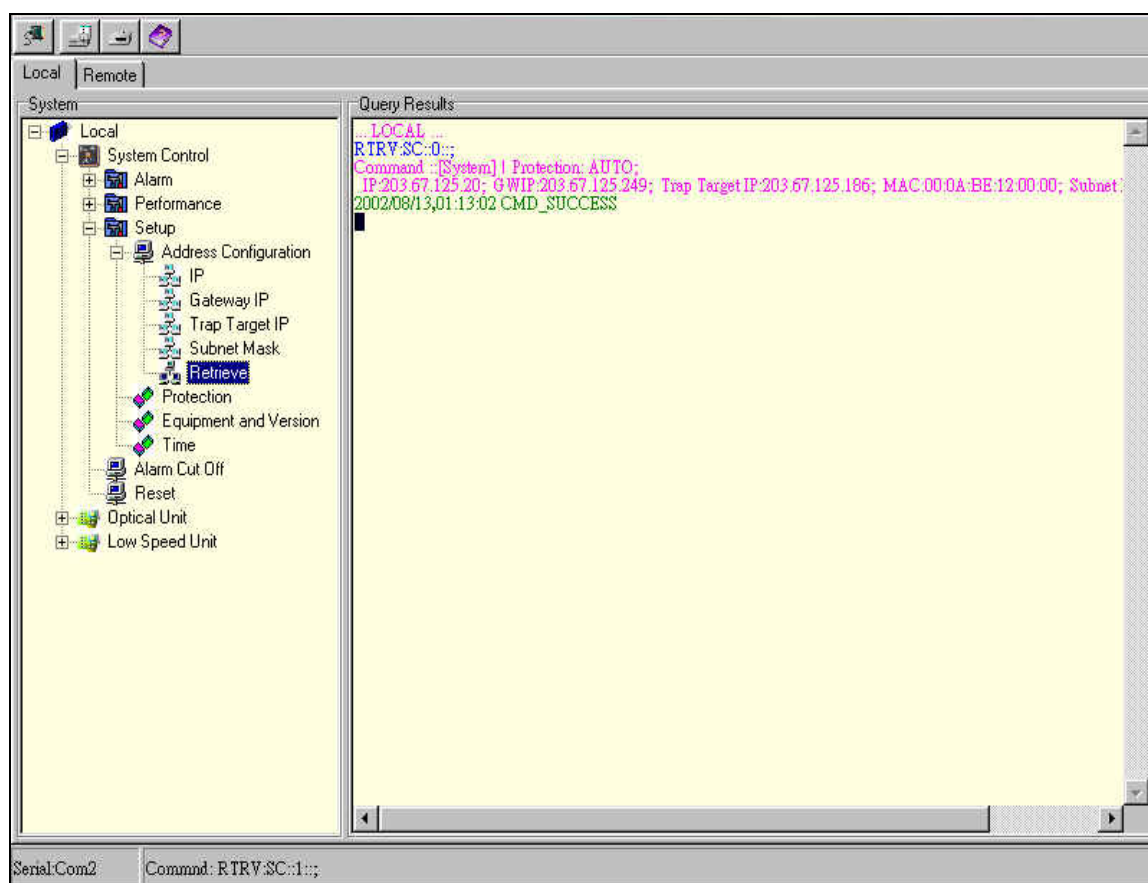 Local Remote
System
Local
System Control
Alarm
Performance
Setup
Address Configuration
IP
Gateway IP
Trap Target IP
Subnet Mask
Retrieve
Protection
Equipment and Version
Time
Alarm Cut Off
Reset
Optical Unit
Low Speed Unit
Query Results
... LOCAL ...
RTRV:SC::0::;
Command ::[System] | Protection: AUTO;
IP:203.67.125.20; GWIP:203.67.125.249; Trap Target IP:203.67.125.186; MAC:00:0A:BE:12:00:00; Subnet
2002/08/13,01:13:02 CMD_SUCCESS
Serial:Com2 Commnd: RTRV:SC::1::;